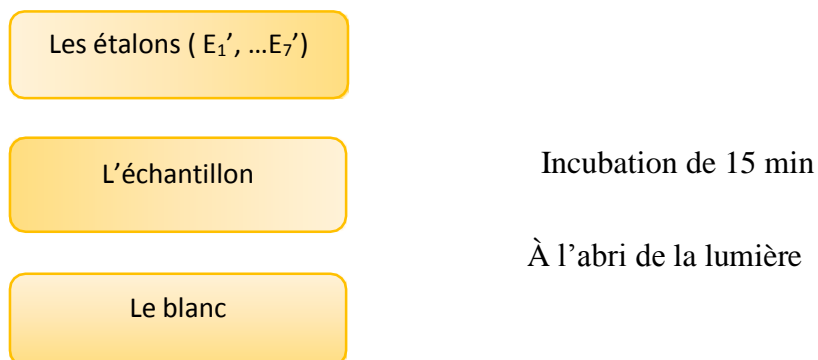 Les étalons ( E₁’, …E₇’)
L’échantillon
Incubation de 15 min
À l’abri de la lumière
Le blanc